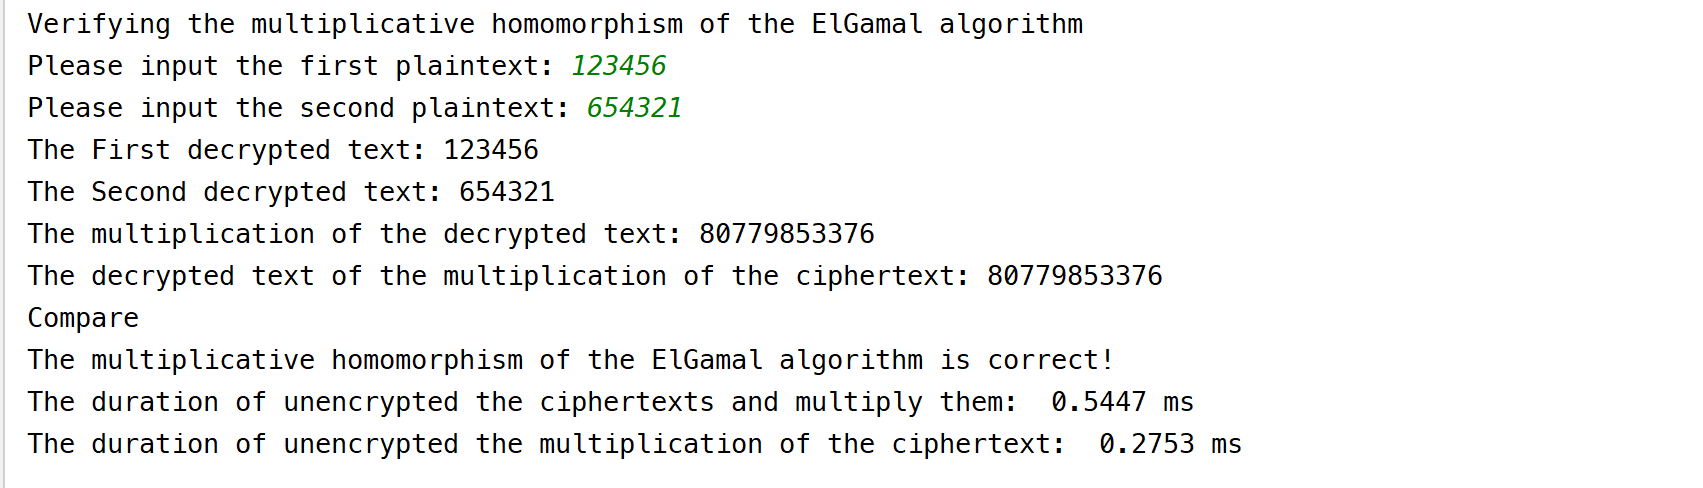 Verifying the multiplicative homomorphism of the ElGamal algorithm
Please input the first plaintext: 123456
Please input the second plaintext: 654321
The First decrypted text: 123456
The Second decrypted text: 654321
The multiplication of the decrypted text: 80779853376
The decrypted text of the multiplication of the ciphertext: 80779853376
Compare
The multiplicative homomorphism of the ElGamal algorithm is correct!
The duration of unencrypted the ciphertexts and multiply them:  0.5447 ms
The duration of unencrypted the multiplication of the ciphertext:  0.2753 ms